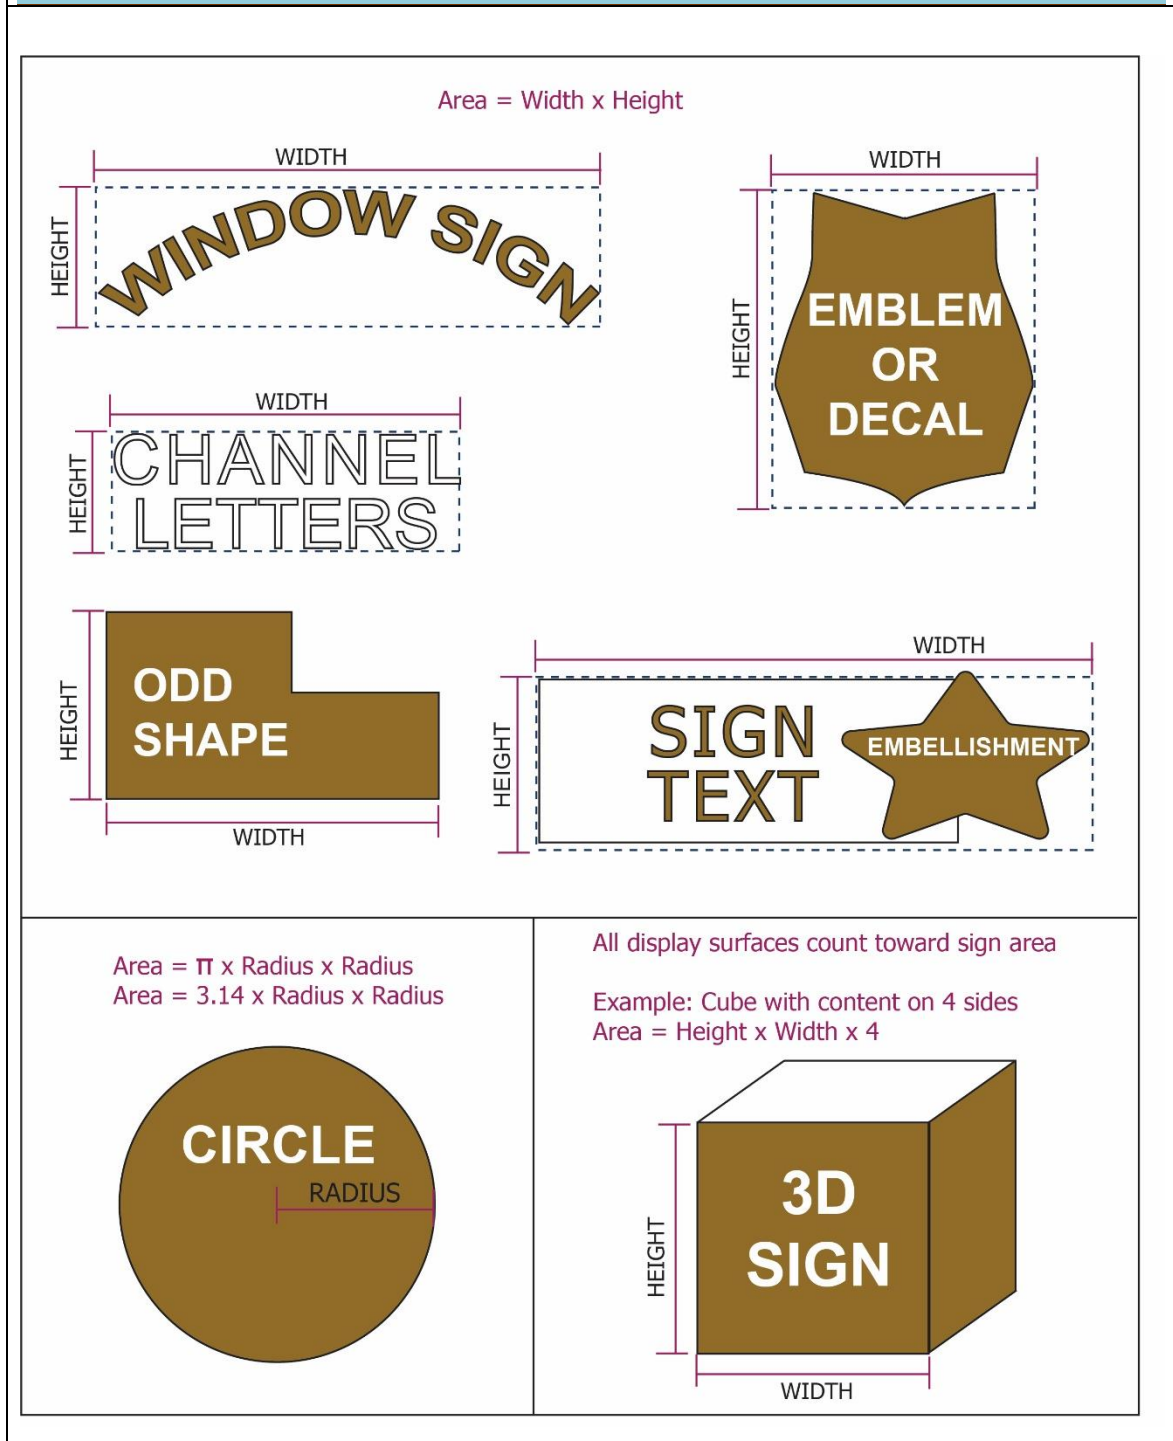 Area = Width x Height
WIDTH
HEIGHT
WINDOW SIGN
WIDTH
HEIGHT
EMBLEM
OR
DECAL
WIDTH
HEIGHT
CHANNEL
LETTERS
HEIGHT
ODD
SHAPE
WIDTH
WIDTH
HEIGHT
SIGN
TEXT
EMBELLISHMENT
Area = π x Radius x Radius
Area = 3.14 x Radius x Radius
CIRCLE
RADIUS
All display surfaces count toward sign area
Example: Cube with content on 4 sides
Area = Height x Width x 4
HEIGHT
3D
SIGN
WIDTH